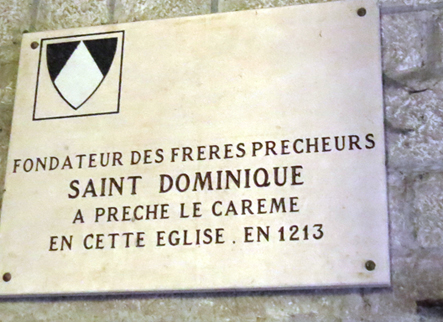 FONDATEUR DES FRERES PRECHEURS
SAINT DOMINIQUE
A PRECHE LE CAREME
EN CETTE EGLISE . EN 1213